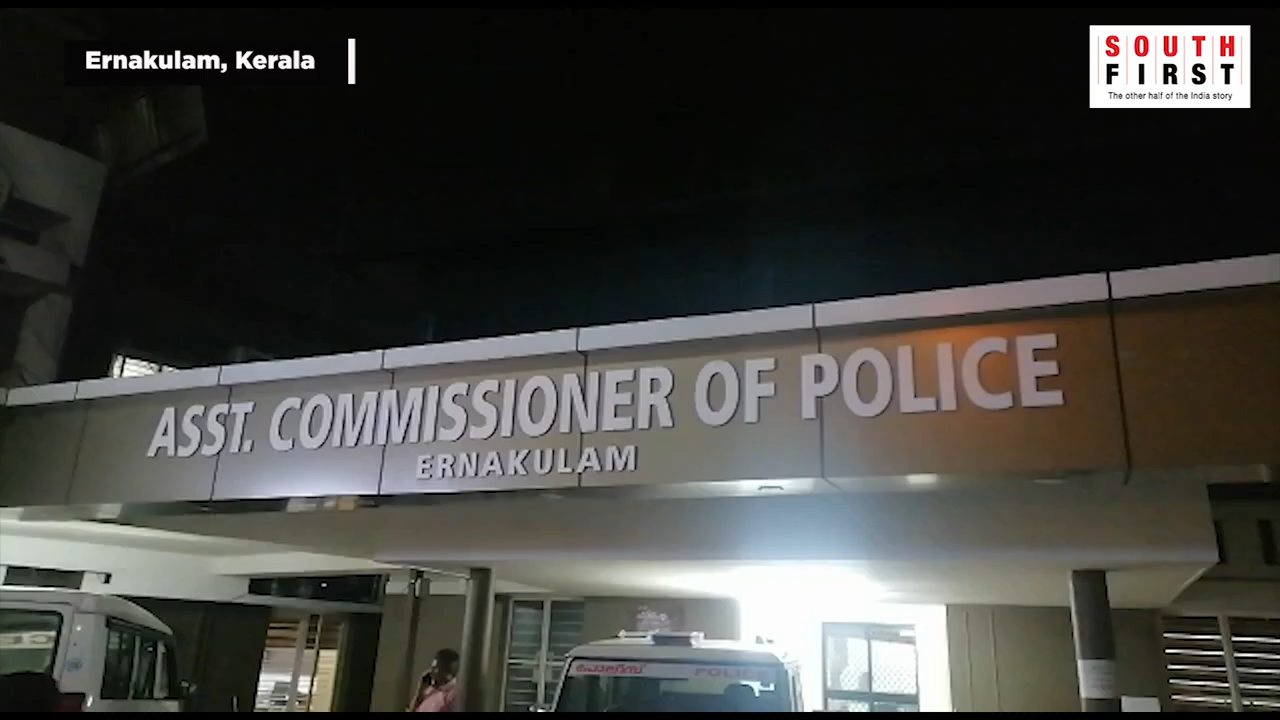 Ernakulam, Kerala
SOUTH
FIRST
The other half of the India story
ASST. COMMISSIONER OF POLICE
ERNAKULAM
പോലീസ് POLICE